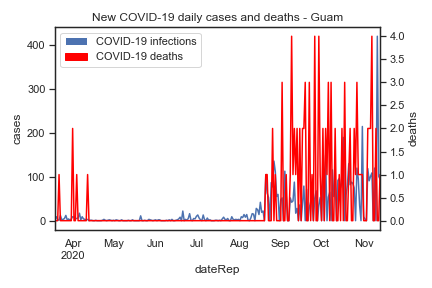 New COVID-19 daily cases and deaths - Guam
COVID-19 infections
COVID-19 deaths
cases
400
300
200
100
0
deaths
4.0
3.5
3.0
2.5
2.0
1.5
1.0
0.5
0.0
Apr May Jun Jul Aug Sep Oct Nov
2020
dateRep